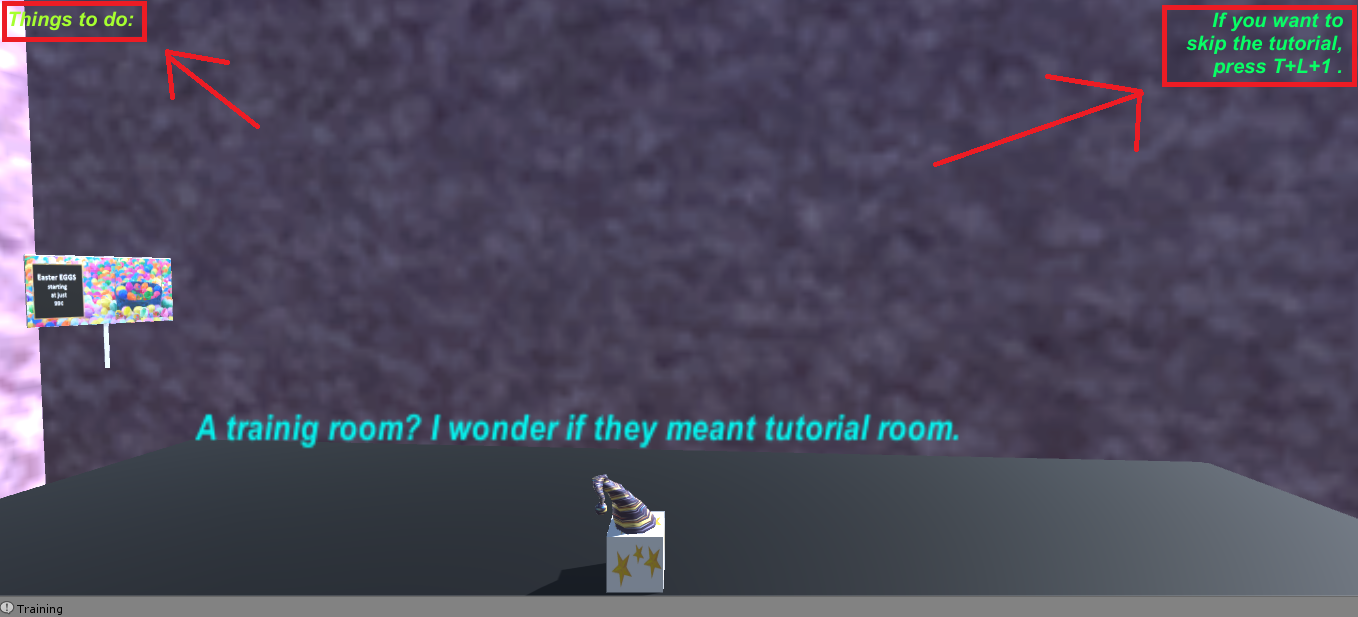 Things to do:
If you want to
skip the tutorial,
press T+L+1 .
Easter EGGS
starting
at just
99¢
A trainig room? I wonder if they meant tutorial room.
Training